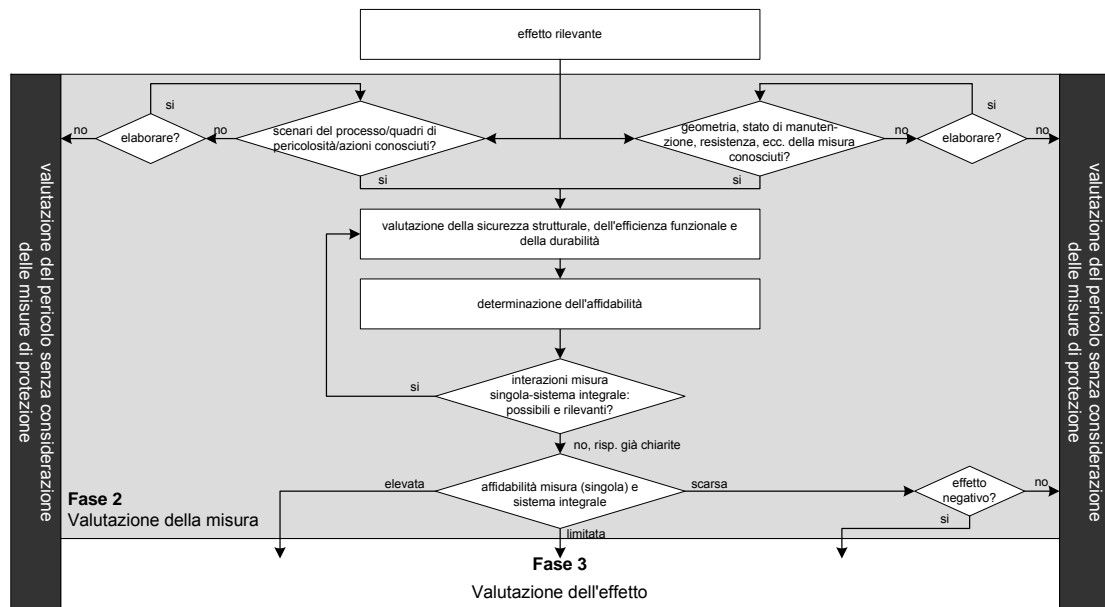 effetto rilevante
valutazione del pericolo senza considerazione
delle misure di protezione
si
no
elaborare?
no
scenari del processo/quadri di
pericolosità/azioni conosciuti?
geometria, stato di manuten-
zione, resistenza, ecc. della misura
conosciuti?
no
elaborare?
si
no
valutazione del pericolo senza considerazione
delle misure di protezione
si
si
valutazione della sicurezza strutturale, dell'efficienza funzionale e
della durabilità
determinazione dell'affidabilità
si
interazioni misura
singola-sistema integrale:
possibili e rilevanti?
no, risp. già chiarite
elevata
affidabilità misura (singola) e
sistema integrale
scarsa
effetto
negativo?
no
si
limitata
Fase 2
Valutazione della misura
Fase 3
Valutazione dell'effetto